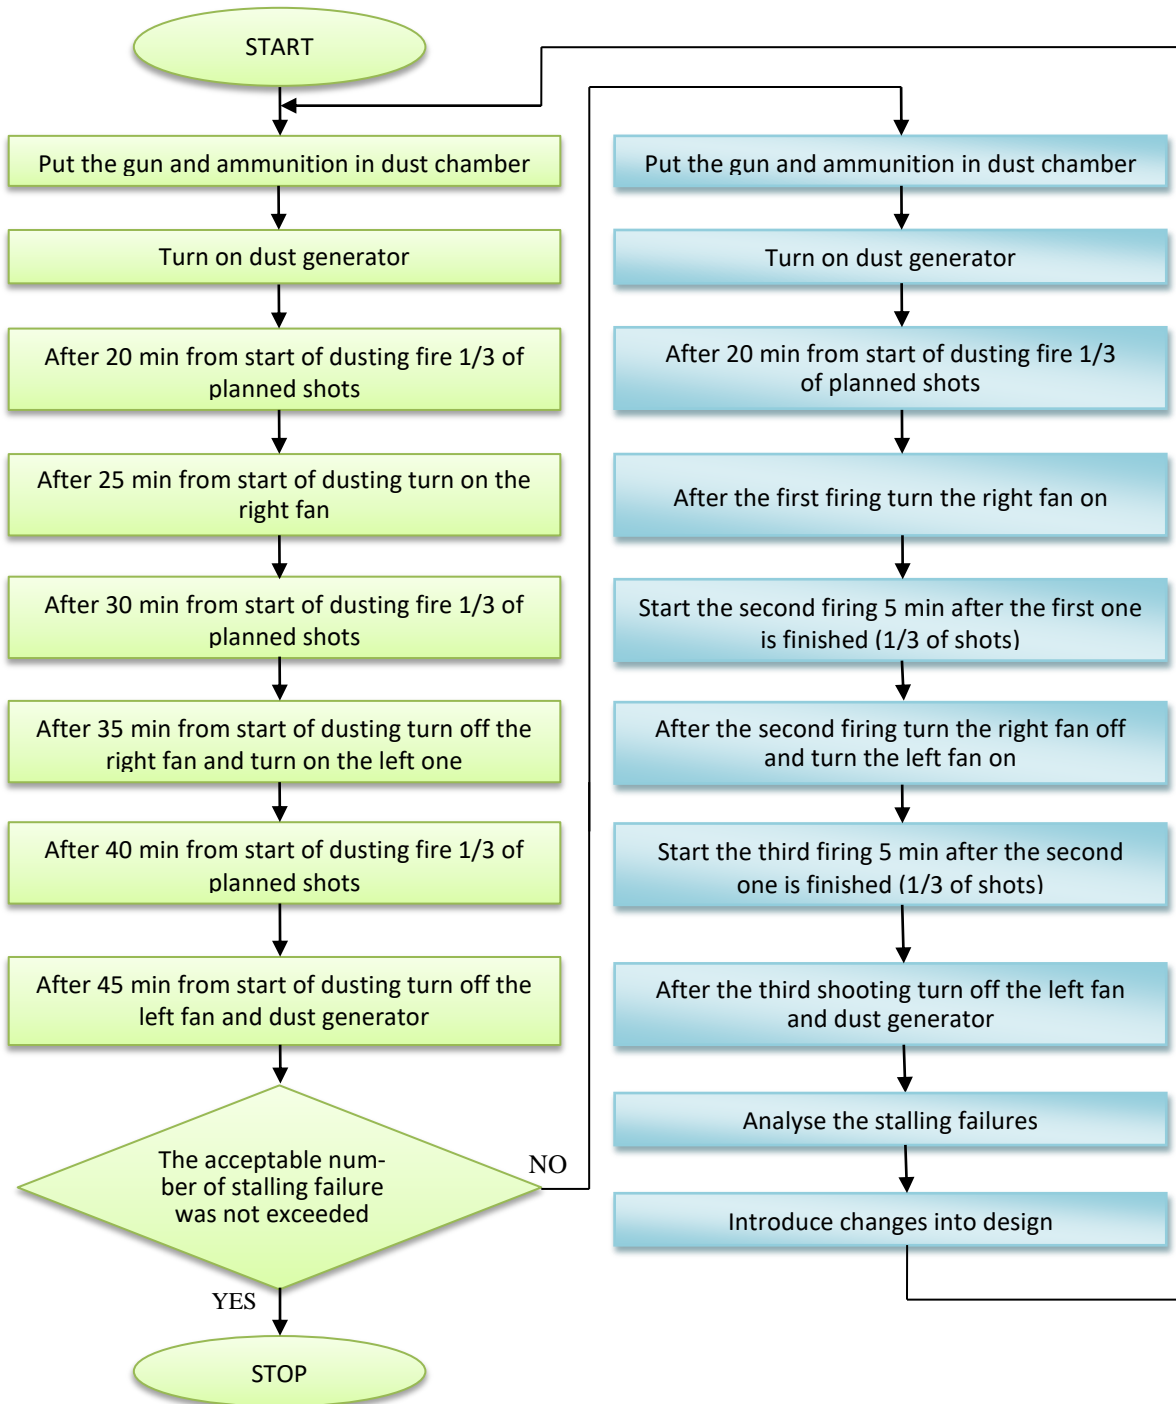 START
Put the gun and ammunition in dust chamber
Turn on dust generator
After 20 min from start of dusting fire 1/3 of
planned shots
After 25 min from start of dusting turn on the
right fan
After 30 min from start of dusting fire 1/3 of
planned shots
After 35 min from start of dusting turn off the
right fan and turn on the left one
After 40 min from start of dusting fire 1/3 of
planned shots
After 45 min from start of dusting turn off the
left fan and dust generator
The acceptable num-
ber of stalling failure
was not exceeded
NO
YES
STOP
Put the gun and ammunition in dust chamber
Turn on dust generator
After 20 min from start of dusting fire 1/3
of planned shots
After the first firing turn the right fan on
Start the second firing 5 min after the first one
is finished (1/3 of shots)
After the second firing turn the right fan off
and turn the left fan on
Start the third firing 5 min after the second
one is finished (1/3 of shots)
After the third shooting turn off the left fan
and dust generator
Analyse the stalling failures
Introduce changes into design